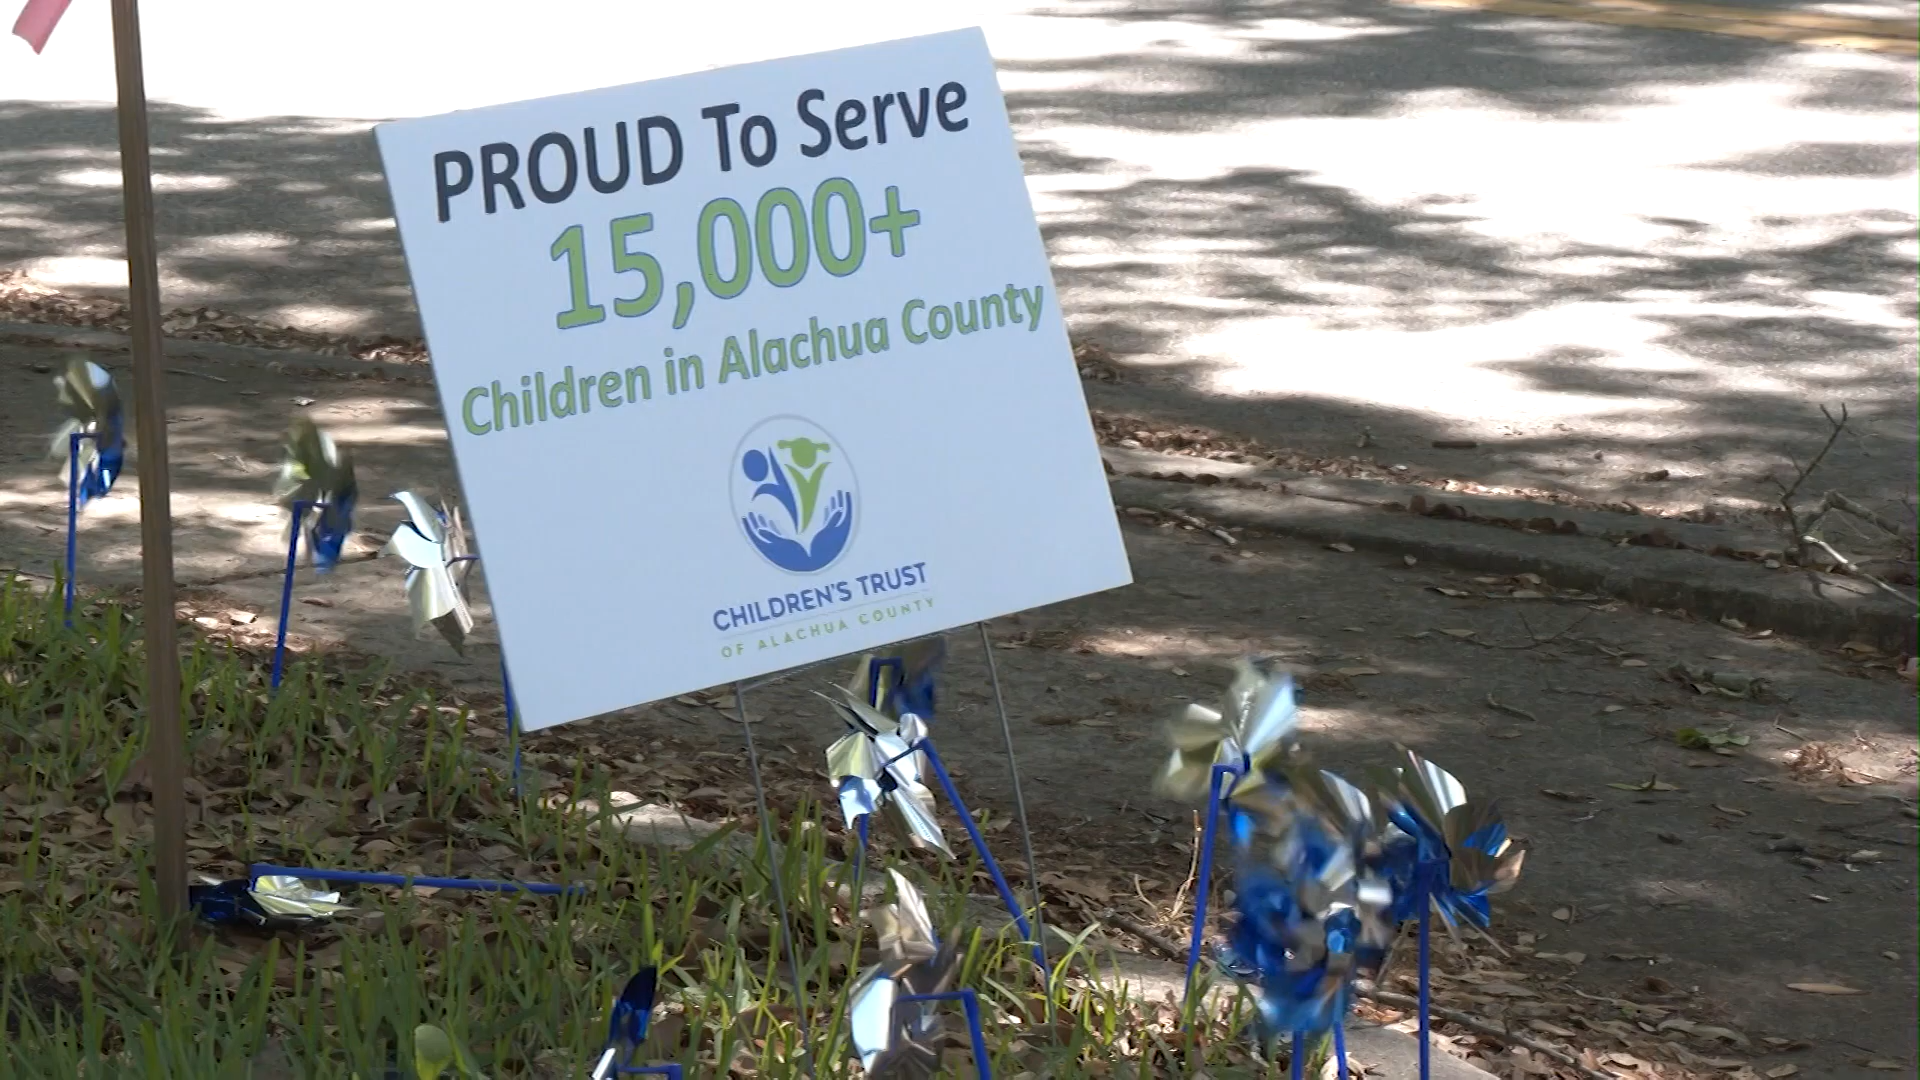 PROUD To Serve
15,000+
Children in Alachua County
CHILDREN'S TRUST
OF ALACHUA COUNTY